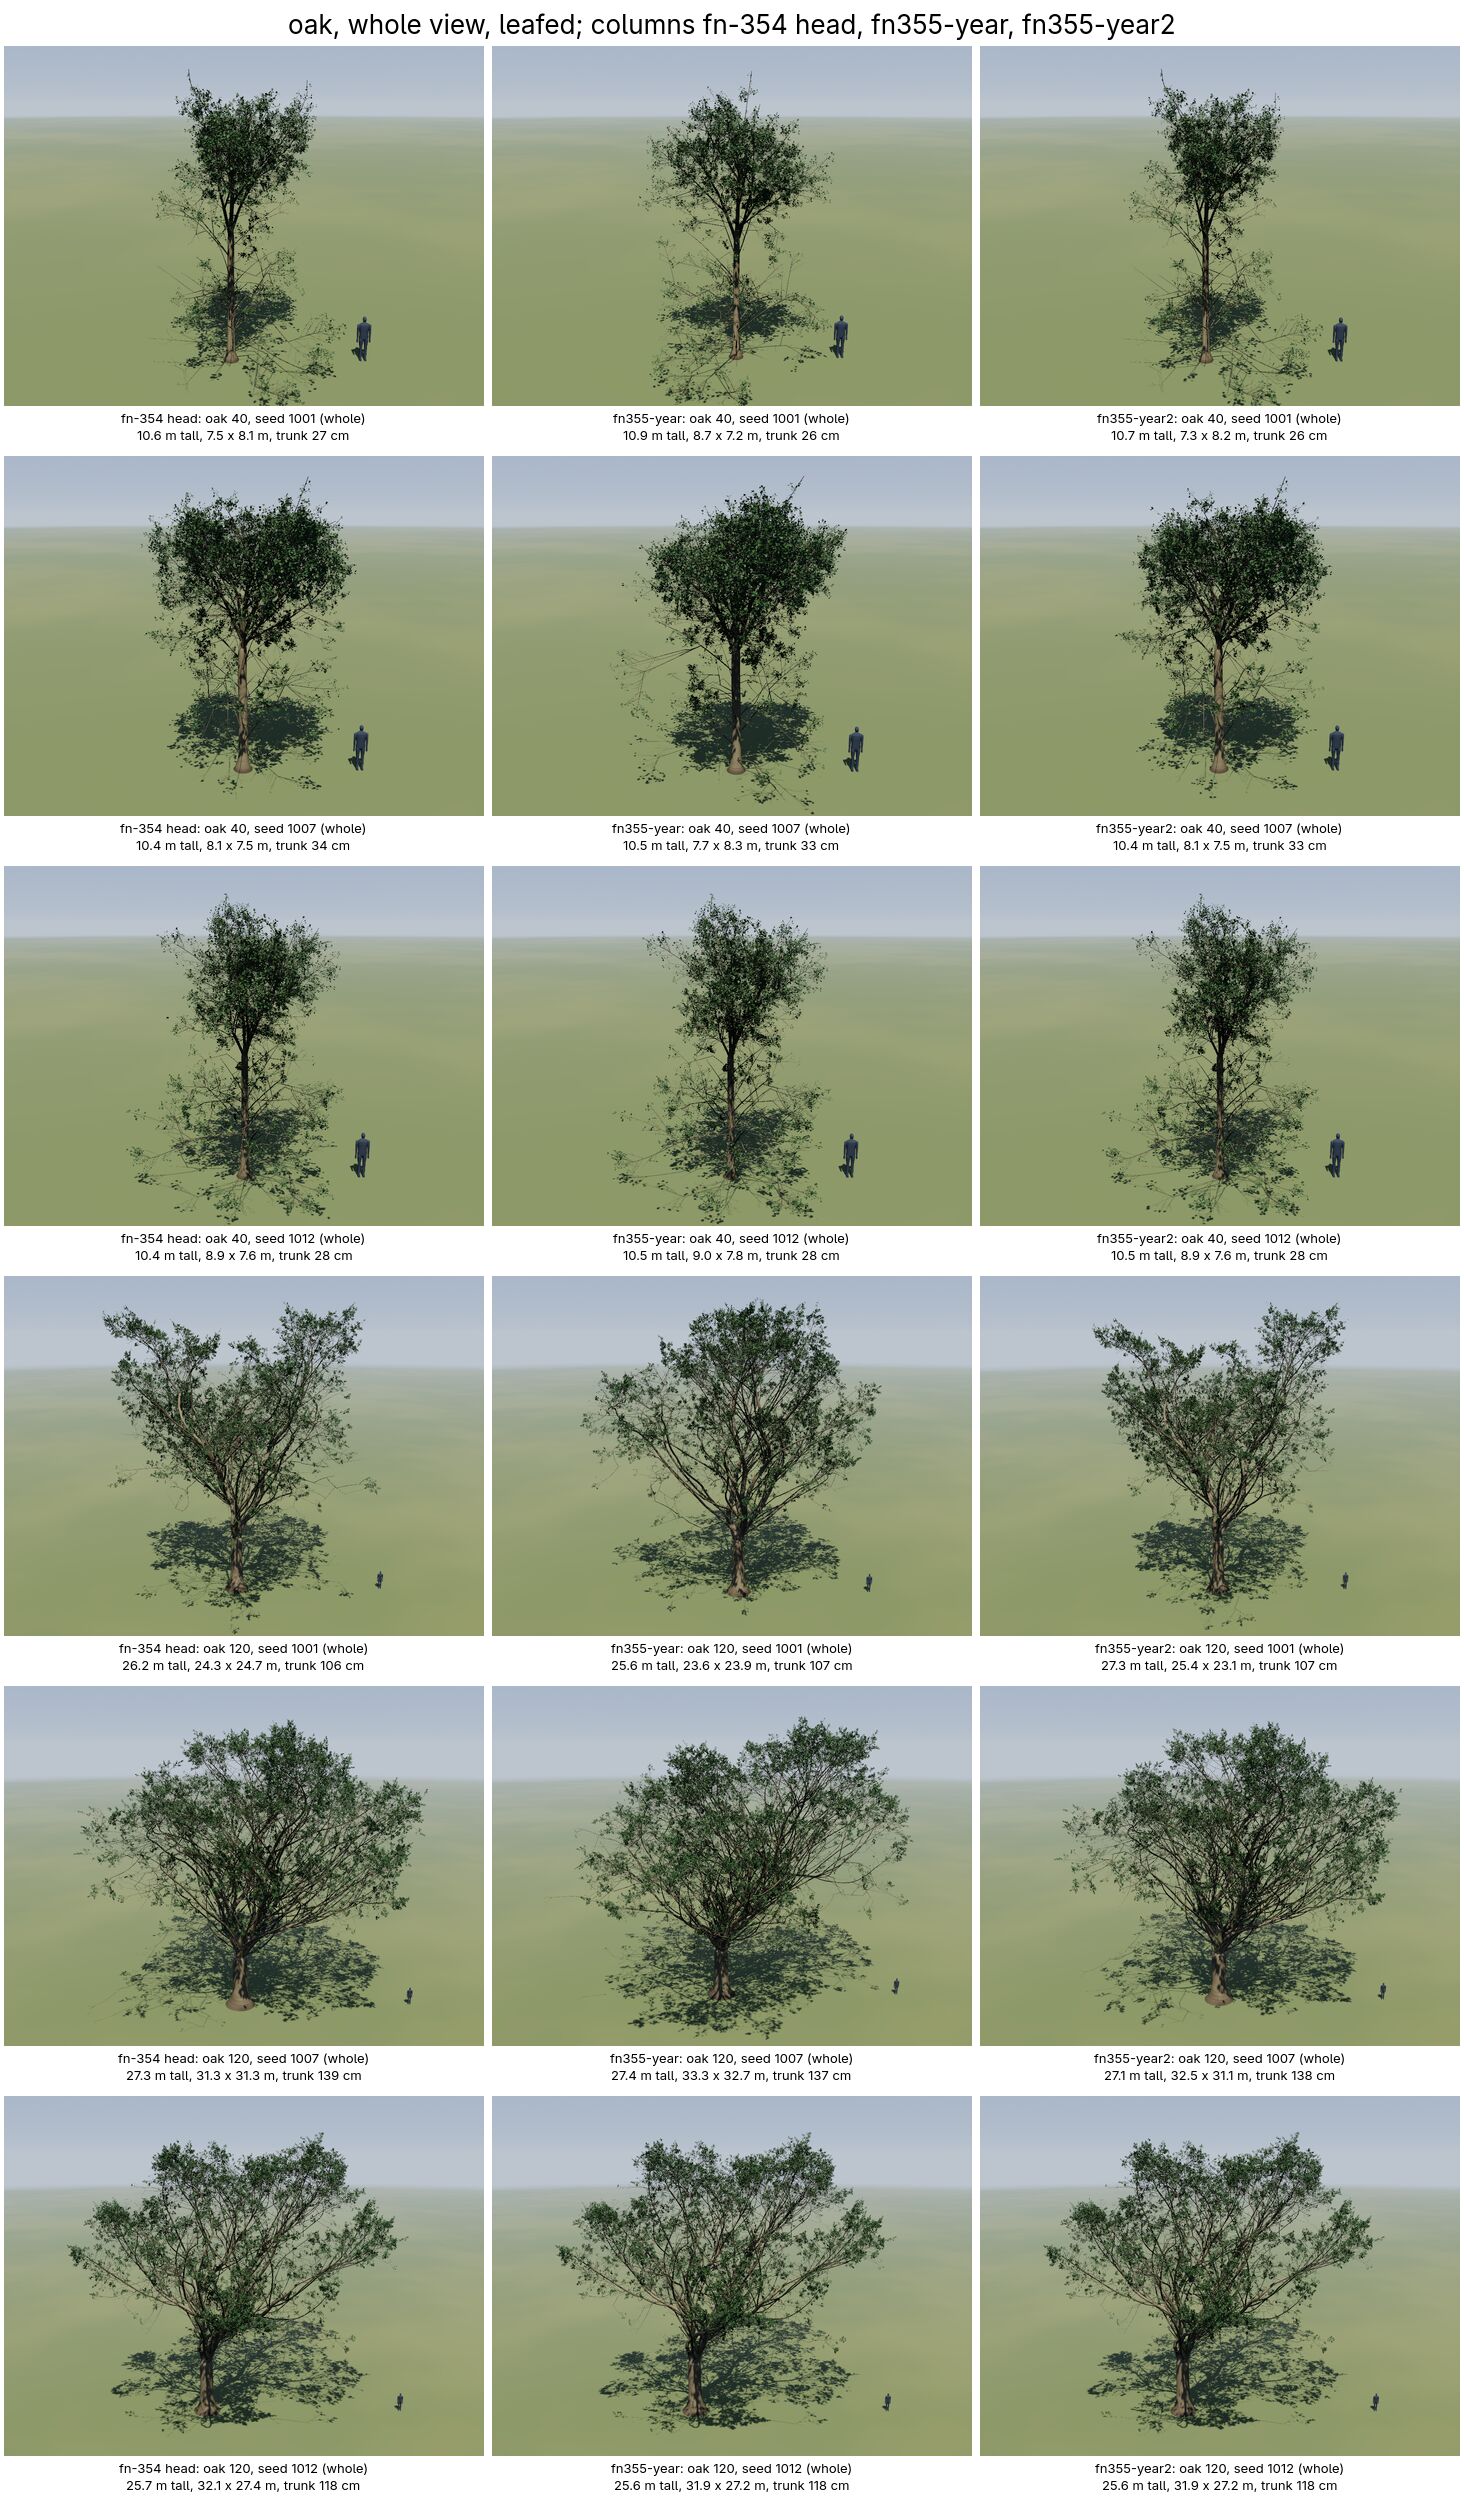 oak, whole view, leafed; columns fn-354 head, fn355-year, fn355-year2
fn-354 head: oak 40, seed 1001 (whole)
10.6 m tall, 7.5 x 8.1 m, trunk 27 cm
fn355-year: oak 40, seed 1001 (whole)
10.9 m tall, 8.7 x 7.2 m, trunk 26 cm
fn355-year2: oak 40, seed 1001 (whole)
10.7 m tall, 7.3 x 8.2 m, trunk 26 cm
fn-354 head: oak 40, seed 1007 (whole)
10.4 m tall, 8.1 x 7.5 m, trunk 34 cm
fn355-year: oak 40, seed 1007 (whole)
10.5 m tall, 7.7 x 8.3 m, trunk 33 cm
fn355-year2: oak 40, seed 1007 (whole)
10.4 m tall, 8.1 x 7.5 m, trunk 33 cm
fn-354 head: oak 40, seed 1012 (whole)
10.4 m tall, 8.9 x 7.6 m, trunk 28 cm
fn355-year: oak 40, seed 1012 (whole)
10.5 m tall, 9.0 x 7.8 m, trunk 28 cm
fn355-year2: oak 40, seed 1012 (whole)
10.5 m tall, 8.9 x 7.6 m, trunk 28 cm
fn-354 head: oak 120, seed 1001 (whole)
26.2 m tall, 24.3 x 24.7 m, trunk 106 cm
fn355-year: oak 120, seed 1001 (whole)
25.6 m tall, 23.6 x 23.9 m, trunk 107 cm
fn355-year2: oak 120, seed 1001 (whole)
27.3 m tall, 25.4 x 23.1 m, trunk 107 cm
fn-354 head: oak 120, seed 1007 (whole)
27.3 m tall, 31.3 x 31.3 m, trunk 139 cm
fn355-year: oak 120, seed 1007 (whole)
27.4 m tall, 33.3 x 32.7 m, trunk 137 cm
fn355-year2: oak 120, seed 1007 (whole)
27.1 m tall, 32.5 x 31.1 m, trunk 138 cm
fn-354 head: oak 120, seed 1012 (whole)
25.7 m tall, 32.1 x 27.4 m, trunk 118 cm
fn355-year: oak 120, seed 1012 (whole)
25.6 m tall, 31.9 x 27.2 m, trunk 118 cm
fn355-year2: oak 120, seed 1012 (whole)
25.6 m tall, 31.9 x 27.2 m, trunk 118 cm